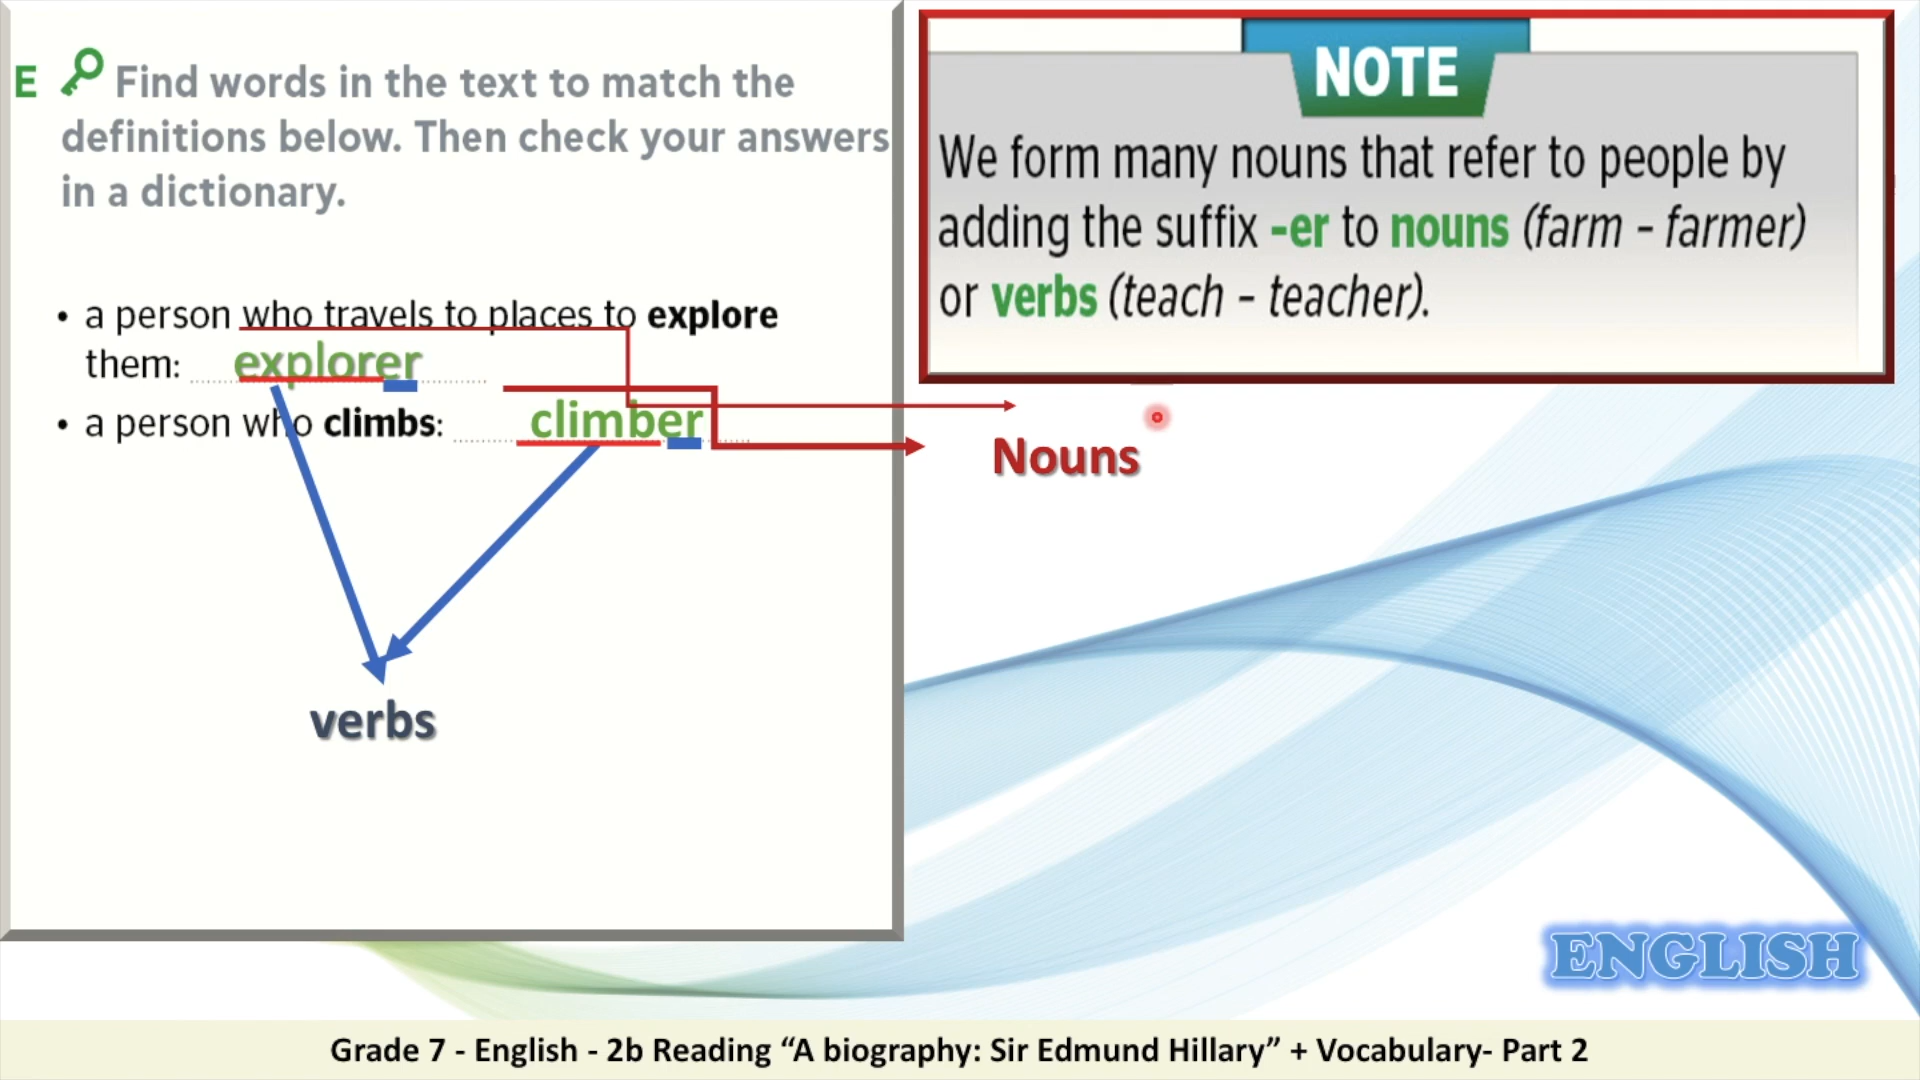 E Find words in the text to match the
definitions below. Then check your answers
in a dictionary.
• a person who travels to places to explore
them: explorer
• a person who climbs: climber
verbs
NOTE
We form many nouns that refer to people by
adding the suffix -er to nouns (farm – farmer)
or verbs (teach – teacher).
Nouns
ENGLISH
Grade 7 - English - 2b Reading “A biography: Sir Edmund Hillary” + Vocabulary- Part 2